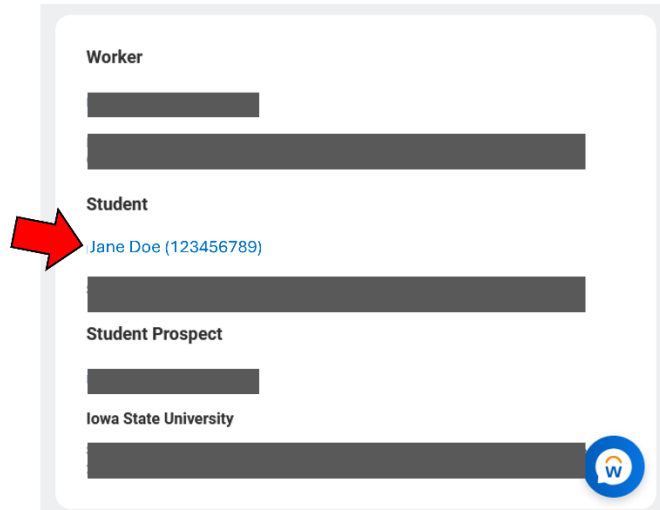 Worker
Student
Jane Doe (123456789)
Student Prospect
Iowa State University
w